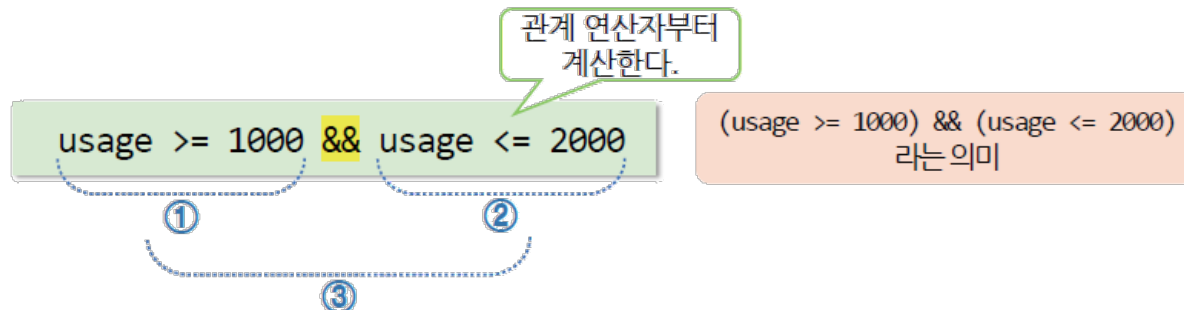 관계 연산자부터
계산한다.
usage >= 1000 && usage <= 2000
(usage >= 1000) && (usage <= 2000)
라는 의미
① ②
③